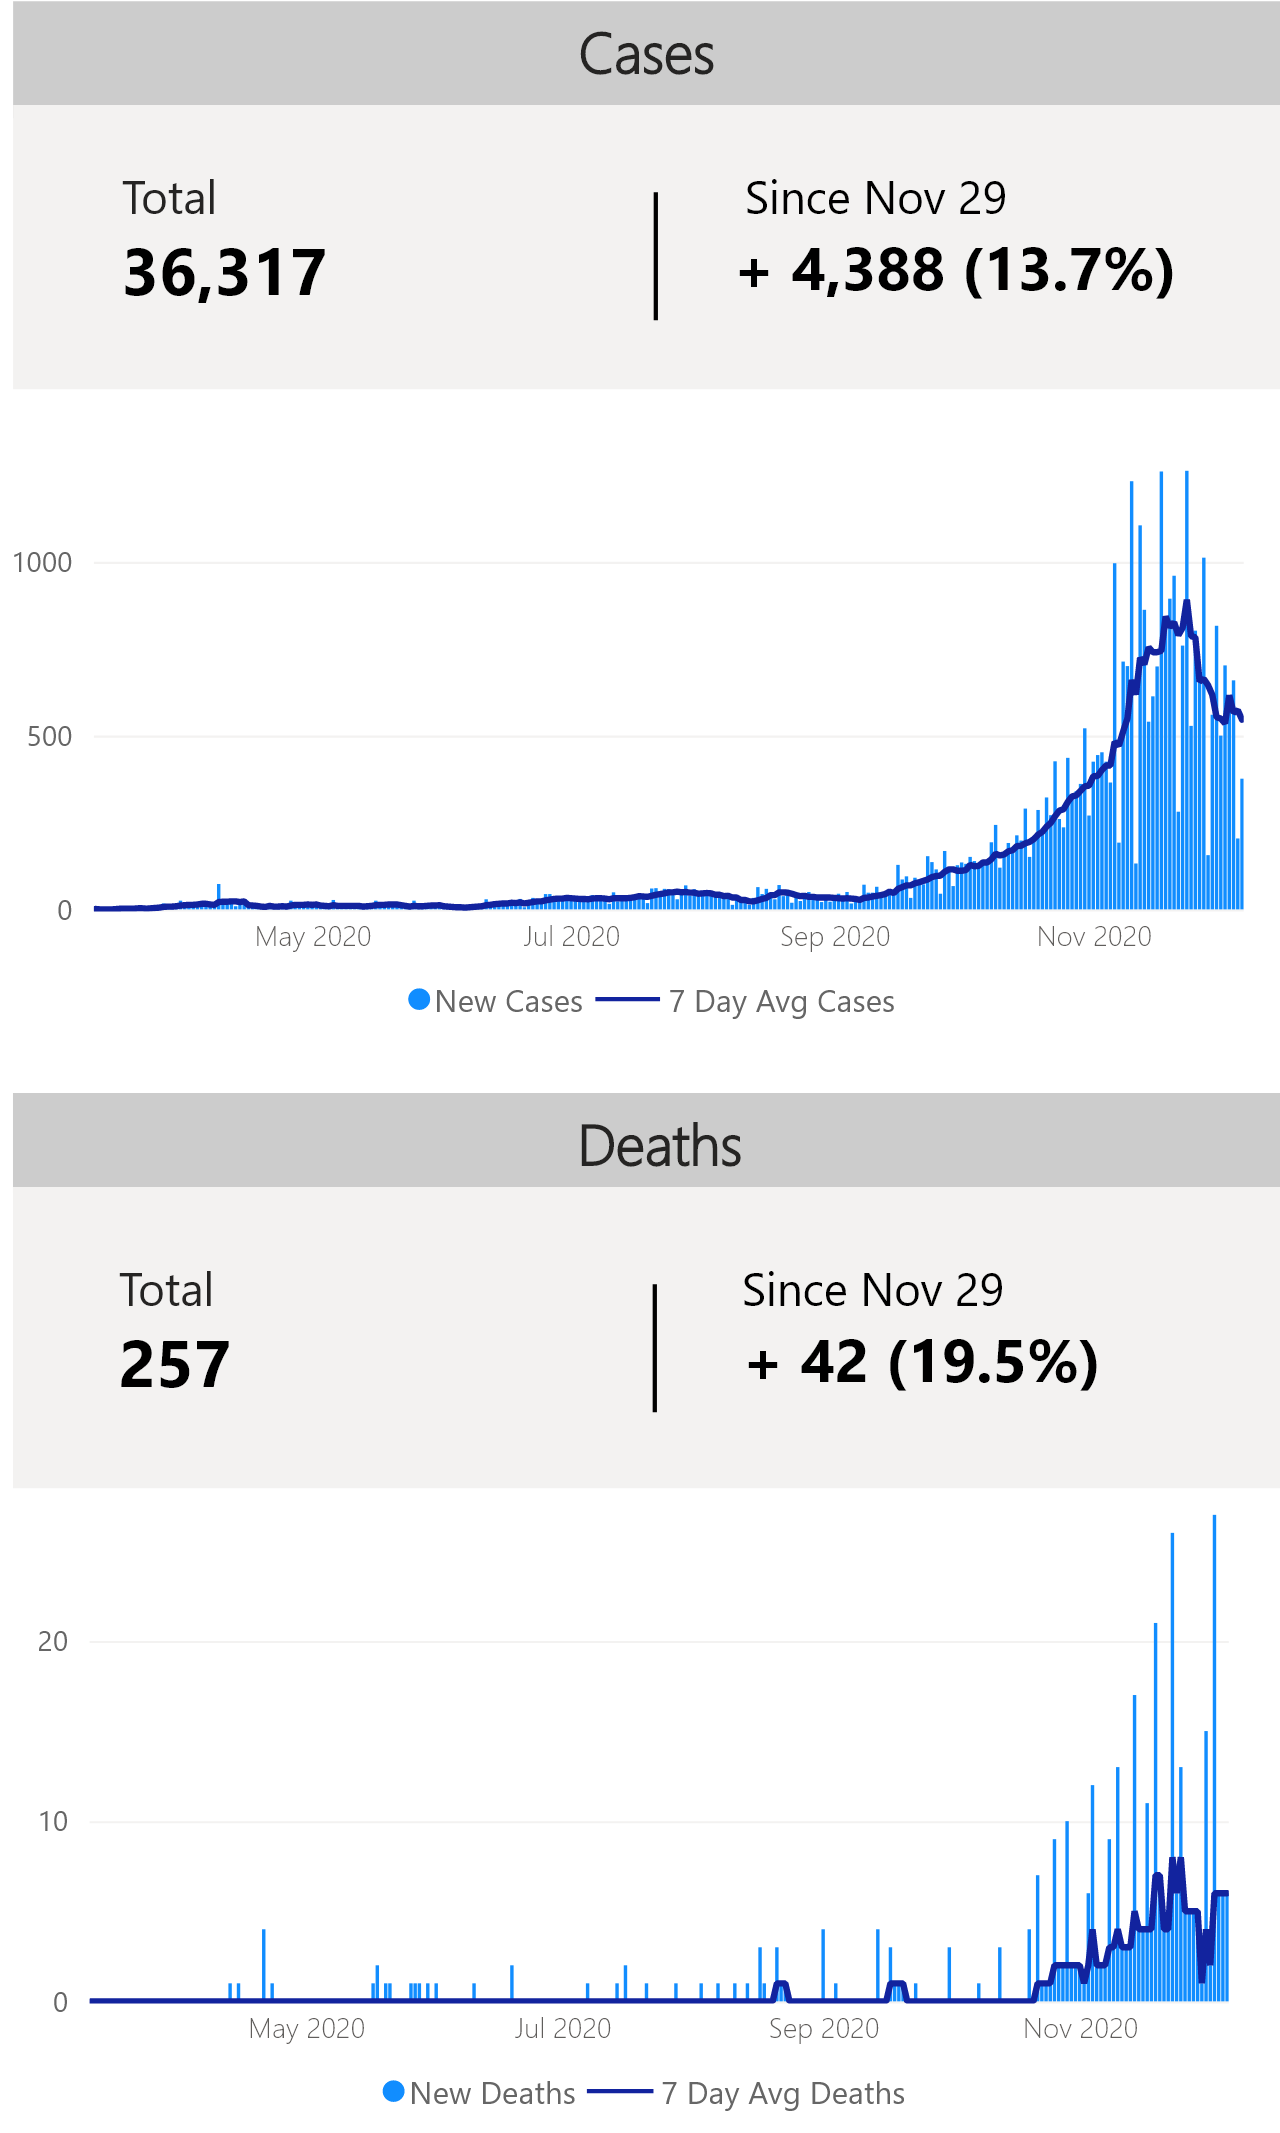 Cases
Total
36,317
Since Nov 29
+ 4,388 (13.7%)
1000
500
0
May 2020
Jul 2020
Sep 2020
Nov 2020
New Cases
7 Day Avg Cases
Deaths
Total
257
Since Nov 29
+ 42 (19.5%)
20
10
0
May 2020
Jul 2020
Sep 2020
Nov 2020
New Deaths
7 Day Avg Deaths